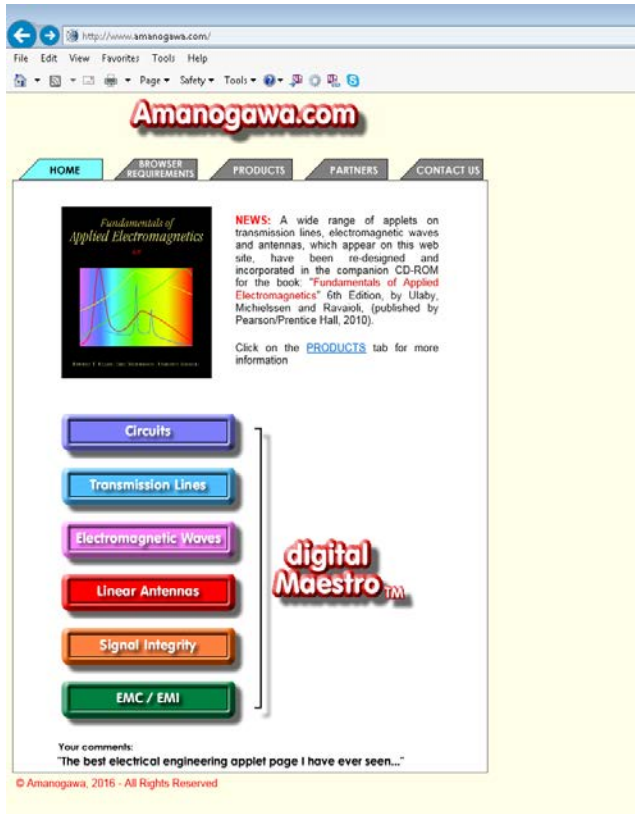 http://www.amanogawa.com/
File Edit View Favorites Tools Help
Page Safety Tools
Amanogawa.com
HOME BROWSER REQUIREMENTS PRODUCTS PARTNERS CONTACT US
Fundamentals of
Applied Electromagnetics
NEWS: A wide range of applets on
transmission lines, electromagnetic waves
and antennas, which appear on this web
site, have been re-designed and
incorporated in the companion CD-ROM
for the book: "Fundamentals of Applied
Electromagnetics" 6th Edition, by Ulaby,
Michielssen and Ravaioli, (published by
Pearson/Prentice Hall, 2010).
Click on the PRODUCTS tab for more
information
Circuits
Transmission Lines
Electromagnetic Waves
Linear Antennas
Signal Integrity
EMC / EMI
digital
Maestro TM
Your comments:
"The best electrical engineering applet page I have ever seen..."
© Amanogawa, 2016 - All Rights Reserved